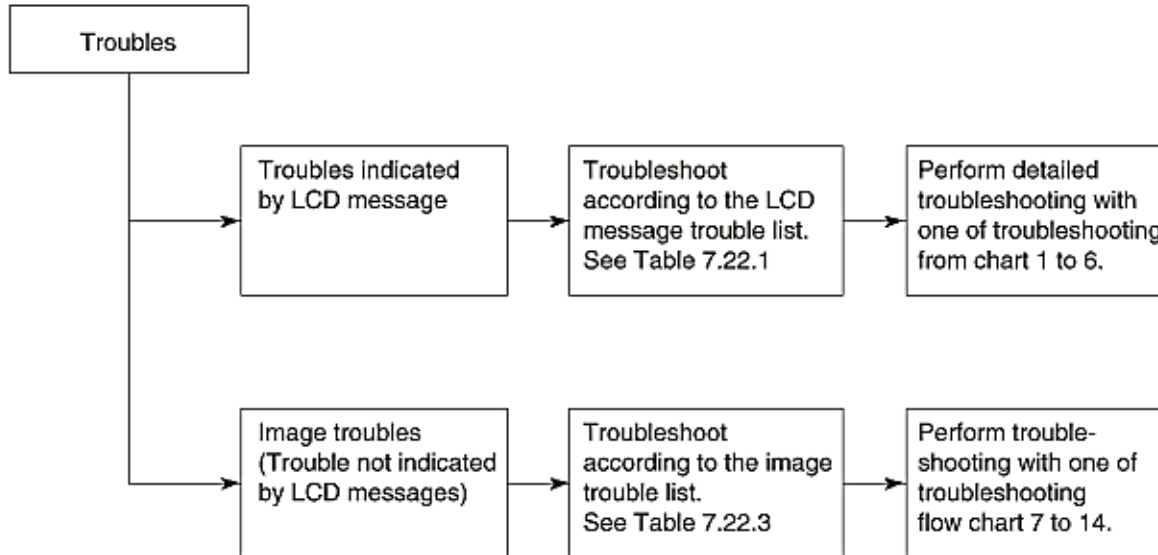 Troubles
Troubles indicated
by LCD message
Troubleshoot
according to the LCD
message trouble list.
See Table 7.22.1
Perform detailed
troubleshooting with
one of troubleshooting
from chart 1 to 6.
Image troubles
(Trouble not indicated
by LCD messages)
Troubleshoot
according to the image
trouble list.
See Table 7.22.3
Perform trouble-
shooting with one of
troubleshooting
flow chart 7 to 14.